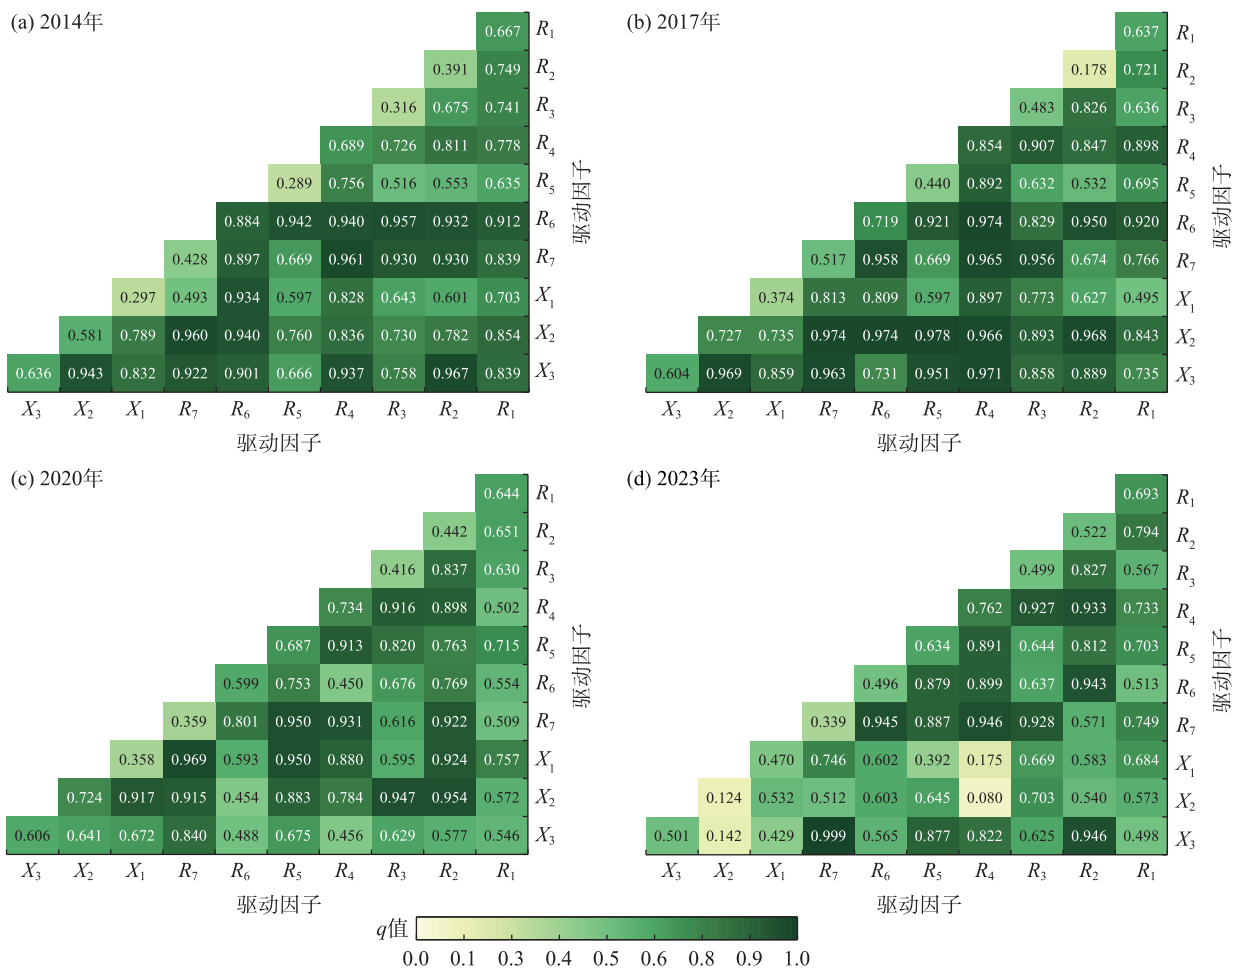 (a) 2014年
0.667 R₁
0.391 0.749 R₂
0.316 0.675 0.741 R₃
0.689 0.726 0.811 0.778 R₄
0.289 0.756 0.516 0.553 0.635 R₅
0.884 0.942 0.940 0.957 0.932 0.912 R₆
0.428 0.897 0.669 0.961 0.930 0.930 0.839 R₇
0.297 0.493 0.934 0.597 0.828 0.643 0.601 0.703 X₁
0.581 0.789 0.960 0.940 0.760 0.836 0.730 0.782 0.854 X₂
0.636 0.943 0.832 0.922 0.901 0.666 0.937 0.758 0.967 0.839 X₃
X₃ X₂ X₁ R₇ R₆ R₅ R₄ R₃ R₂ R₁
驱动因子
驱动因子
(b) 2017年
0.637 R₁
0.178 0.721 R₂
0.483 0.826 0.636 R₃
0.854 0.907 0.847 0.898 R₄
0.440 0.892 0.632 0.532 0.695 R₅
0.719 0.921 0.974 0.829 0.950 0.920 R₆
0.517 0.958 0.669 0.965 0.956 0.674 0.766 R₇
0.374 0.813 0.809 0.597 0.897 0.773 0.627 0.495 X₁
0.727 0.735 0.974 0.974 0.978 0.966 0.893 0.968 0.843 X₂
0.604 0.969 0.859 0.963 0.731 0.951 0.971 0.858 0.889 0.735 X₃
X₃ X₂ X₁ R₇ R₆ R₅ R₄ R₃ R₂ R₁
驱动因子
驱动因子
(c) 2020年
0.644 R₁
0.442 0.651 R₂
0.416 0.837 0.630 R₃
0.734 0.916 0.898 0.502 R₄
0.687 0.913 0.820 0.763 0.715 R₅
0.599 0.753 0.450 0.676 0.769 0.554 R₆
0.359 0.801 0.950 0.931 0.616 0.922 0.509 R₇
0.358 0.969 0.593 0.950 0.880 0.595 0.924 0.757 X₁
0.724 0.917 0.915 0.454 0.883 0.784 0.947 0.954 0.572 X₂
0.606 0.641 0.672 0.840 0.488 0.675 0.456 0.629 0.577 0.546 X₃
X₃ X₂ X₁ R₇ R₆ R₅ R₄ R₃ R₂ R₁
驱动因子
驱动因子
(d) 2023年
0.693 R₁
0.522 0.794 R₂
0.499 0.827 0.567 R₃
0.762 0.927 0.933 0.733 R₄
0.634 0.891 0.644 0.812 0.703 R₅
0.496 0.879 0.899 0.637 0.943 0.513 R₆
0.339 0.945 0.887 0.946 0.928 0.571 0.749 R₇
0.470 0.746 0.602 0.392 0.175 0.669 0.583 0.684 X₁
0.124 0.532 0.512 0.603 0.645 0.080 0.703 0.540 0.573 X₂
0.501 0.142 0.429 0.999 0.565 0.877 0.822 0.625 0.946 0.498 X₃
X₃ X₂ X₁ R₇ R₆ R₅ R₄ R₃ R₂ R₁
驱动因子
驱动因子
q值
0.0 0.1 0.3 0.4 0.5 0.6 0.8 0.9 1.0